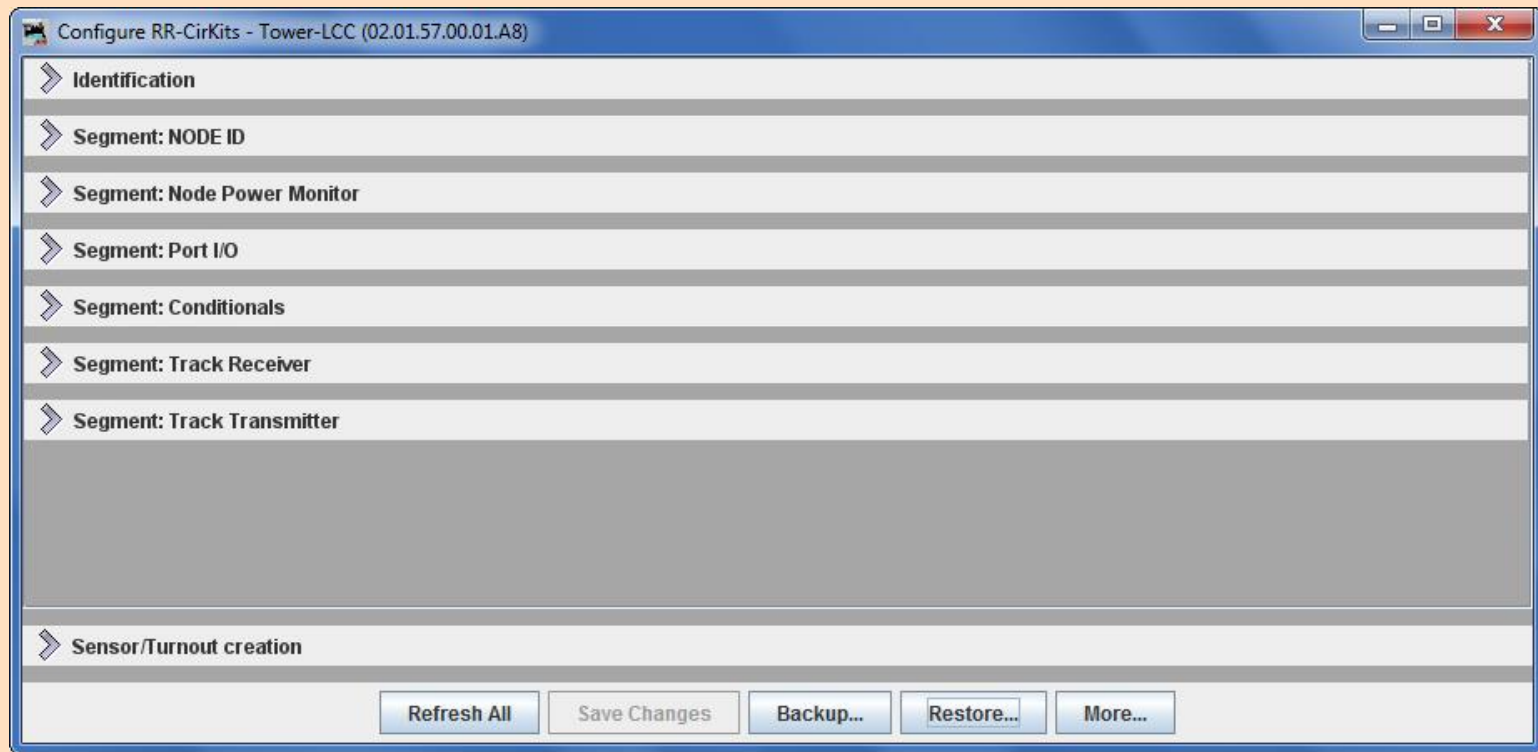 Configure RR-CirKits - Tower-LCC (02.01.57.00.01.A8)
Identification
Segment: NODE ID
Segment: Node Power Monitor
Segment: Port I/O
Segment: Conditionals
Segment: Track Receiver
Segment: Track Transmitter
Sensor/Turnout creation
Refresh All Save Changes Backup... Restore... More...